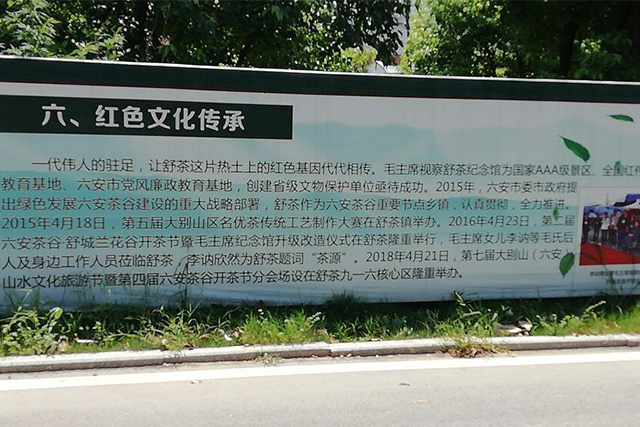 六、红色文化传承
一代伟人的驻足，让舒茶这片热土上的红色基因代代相传。毛主席视察舒茶纪念馆为国家AAA级景区、全国红
教育基地、六安市党风廉政教育基地，创建省级文物保护单位亟待成功。2015年，六安市委市政府提
出绿色发展六安茶谷建设的重大战略部署，舒茶作为六安茶谷重要节点乡镇，认真贯彻，全力推进。
2015年4月18日，第五届大别山区名优茶传统工艺制作大赛在舒茶镇举办。2016年4月23日，第二届
六安茶谷·舒城兰花谷开茶节暨毛主席纪念馆开级改造仪式在舒茶隆重举行，毛主席女儿李讷等毛氏后
人及身边工作人员莅临舒茶，李讷欣然为舒茶题词“茶源”。2018年4月21日，第七届大别山（六安）
山水文化旅游节暨第四届六安茶谷开茶节分会场设在舒茶九一六核心区隆重举办。